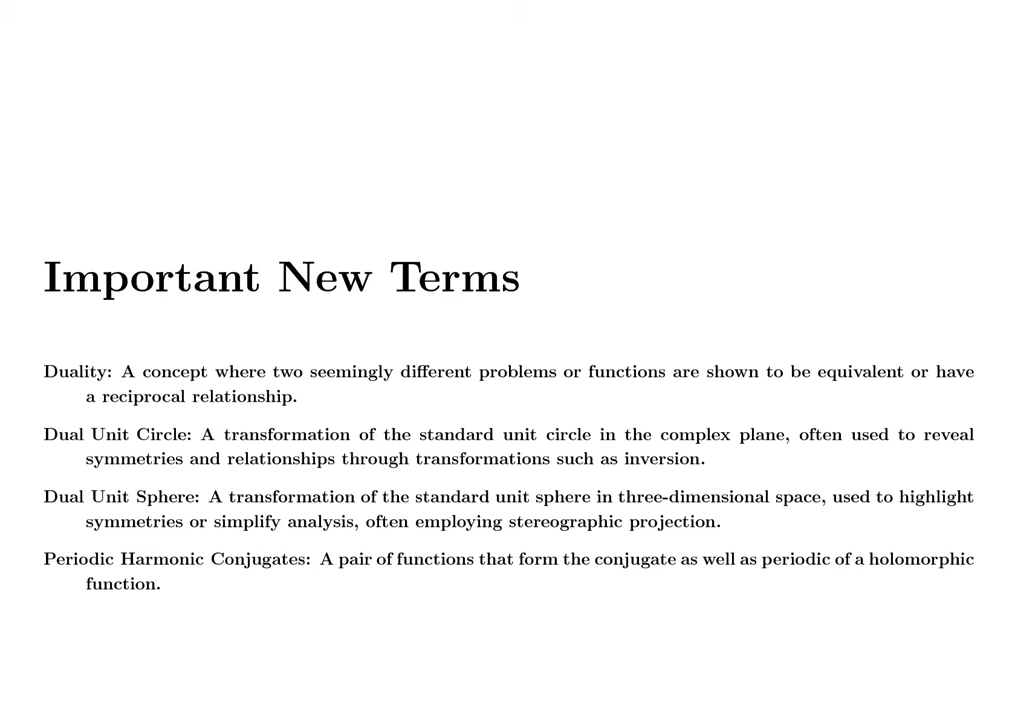 Important New Terms
Duality: A concept where two seemingly different problems or functions are shown to be equivalent or have
a reciprocal relationship.
Dual Unit Circle: A transformation of the standard unit circle in the complex plane, often used to reveal
symmetries and relationships through transformations such as inversion.
Dual Unit Sphere: A transformation of the standard unit sphere in three-dimensional space, used to highlight
symmetries or simplify analysis, often employing stereographic projection.
Periodic Harmonic Conjugates: A pair of functions that form the conjugate as well as periodic of a holomorphic
function.